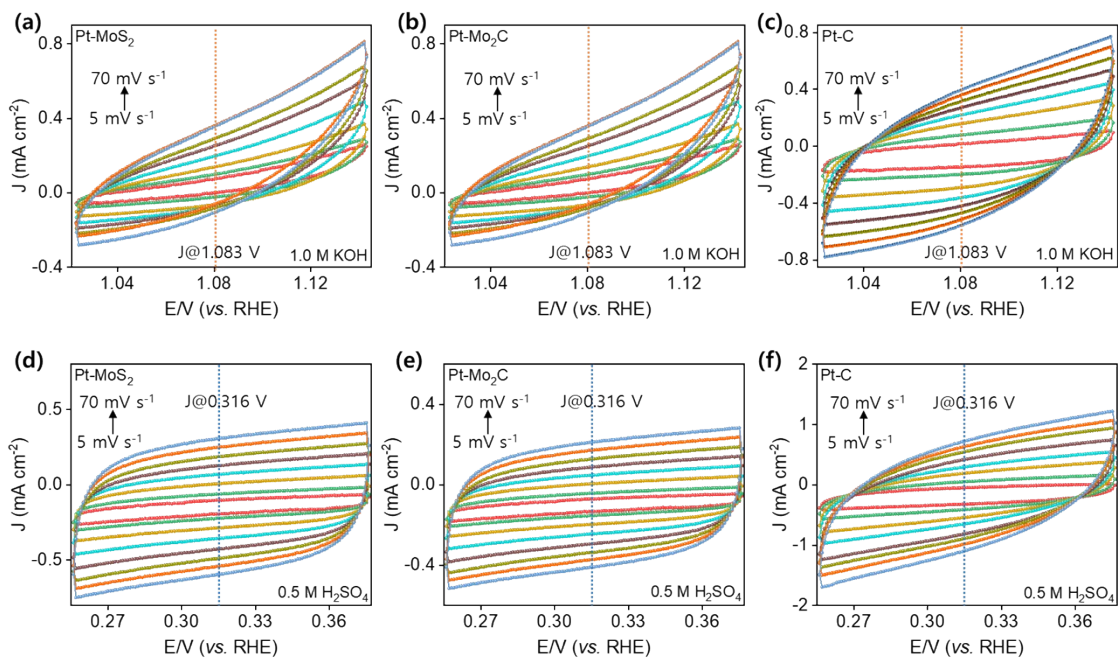 (a)
Pt-MoS₂
70 mV s⁻¹
5 mV s⁻¹
J@1.083 V
1.0 M KOH
J (mA cm⁻²)
0.8
0.4
0.0
-0.4
1.04
1.08
1.12
E/V (vs. RHE)
(b)
Pt-Mo₂C
70 mV s⁻¹
5 mV s⁻¹
J@1.083 V
1.0 M KOH
J (mA cm⁻²)
0.8
0.4
0.0
-0.4
1.04
1.08
1.12
E/V (vs. RHE)
(c)
Pt-C
70 mV s⁻¹
5 mV s⁻¹
J@1.083 V
1.0 M KOH
J (mA cm⁻²)
0.8
0.4
0.0
-0.4
-0.8
1.04
1.08
1.12
E/V (vs. RHE)
(d)
Pt-MoS₂
70 mV s⁻¹
J@0.316 V
5 mV s⁻¹
0.5 M H₂SO₄
J (mA cm⁻²)
0.5
0.0
-0.5
0.27
0.30
0.33
0.36
E/V (vs. RHE)
(e)
Pt-Mo₂C
70 mV s⁻¹
J@0.316 V
5 mV s⁻¹
0.5 M H₂SO₄
J (mA cm⁻²)
0.4
0.0
-0.4
0.27
0.30
0.33
0.36
E/V (vs. RHE)
(f)
Pt-C
70 mV s⁻¹
J@0.316 V
5 mV s⁻¹
0.5 M H₂SO₄
J (mA cm⁻²)
2
1
0
-1
-2
0.27
0.30
0.33
0.36
E/V (vs. RHE)